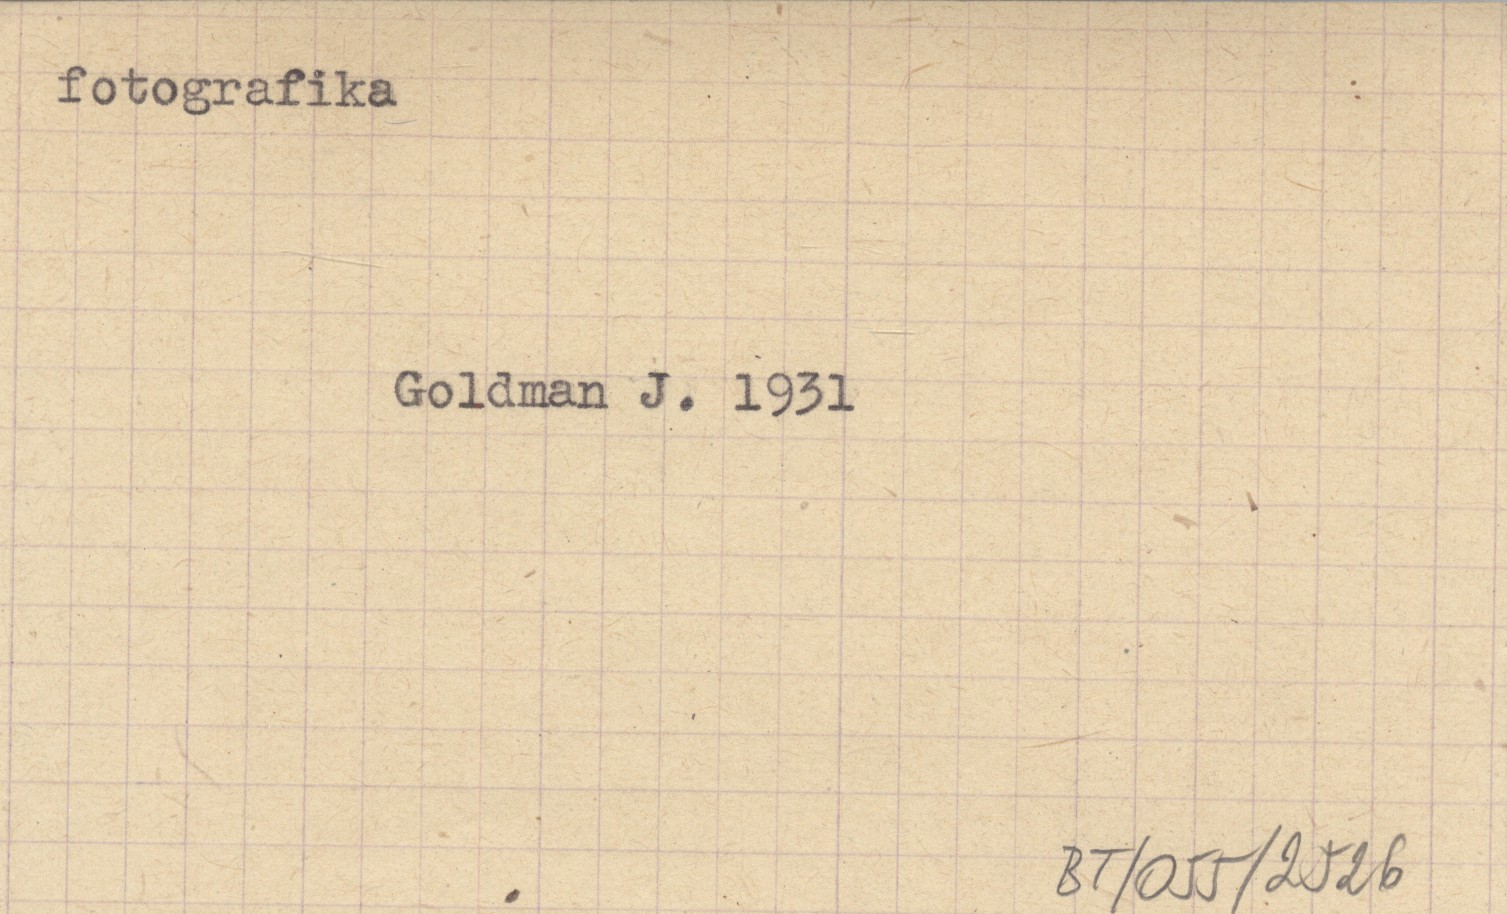 fotografika
Goldman J. 1931
BT/055/2526